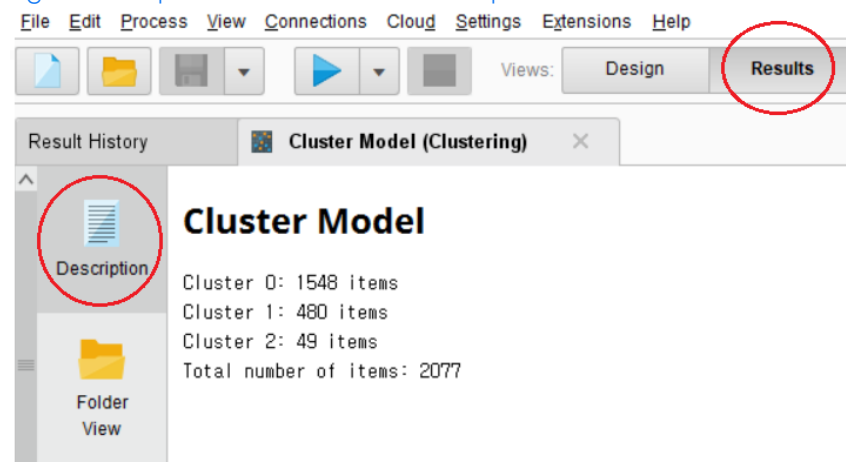 File Edit Process View Connections Cloud Settings Extensions Help
Views: Design Results
Result History Cluster Model (Clustering)
Description
Cluster Model
Cluster 0: 1548 items
Cluster 1: 480 items
Cluster 2: 49 items
Total number of items: 2077
Folder
View